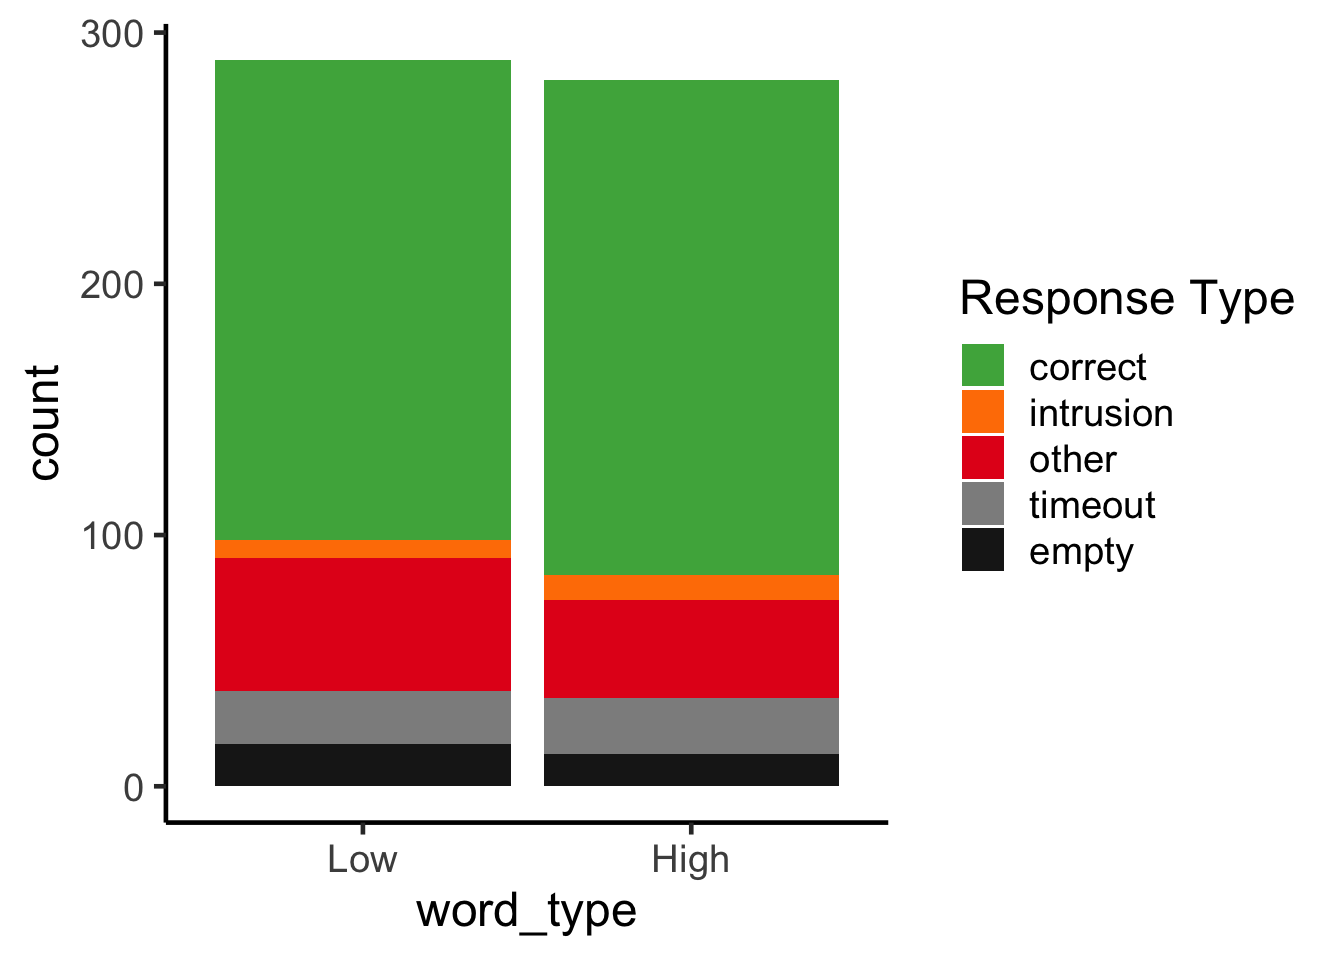 300
200
100
0
count
Low
High
word_type
Response Type
correct
intrusion
other
timeout
empty